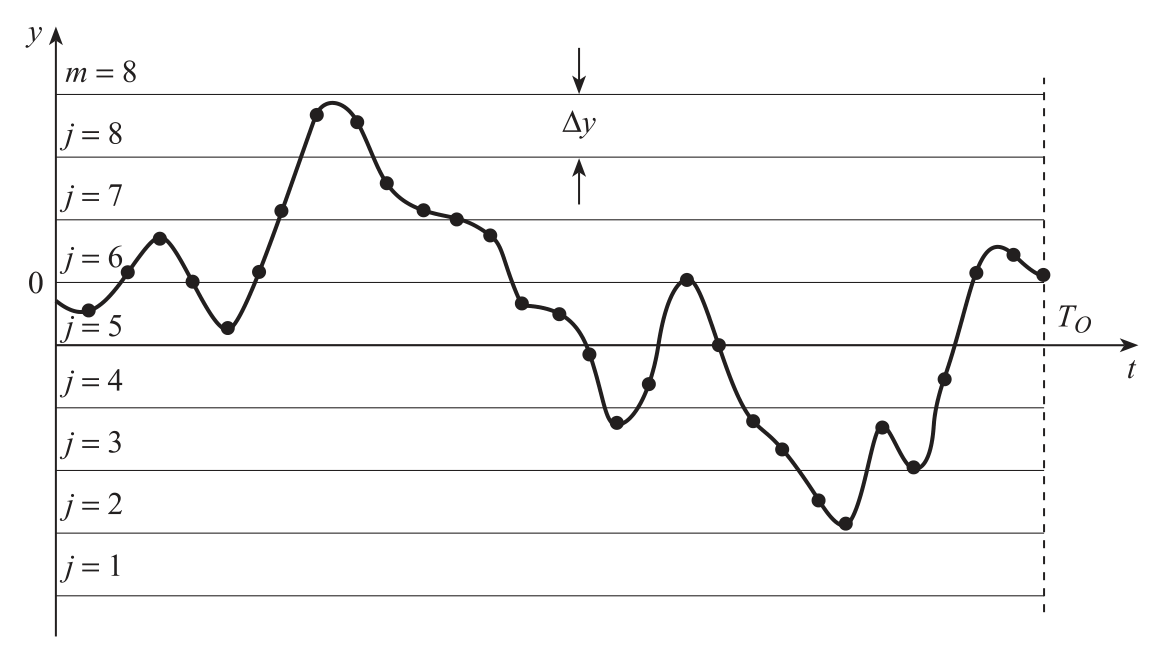 y
m = 8
j = 8
Δy
j = 7
j = 6
0
j = 5
T_O
t
j = 4
j = 3
j = 2
j = 1